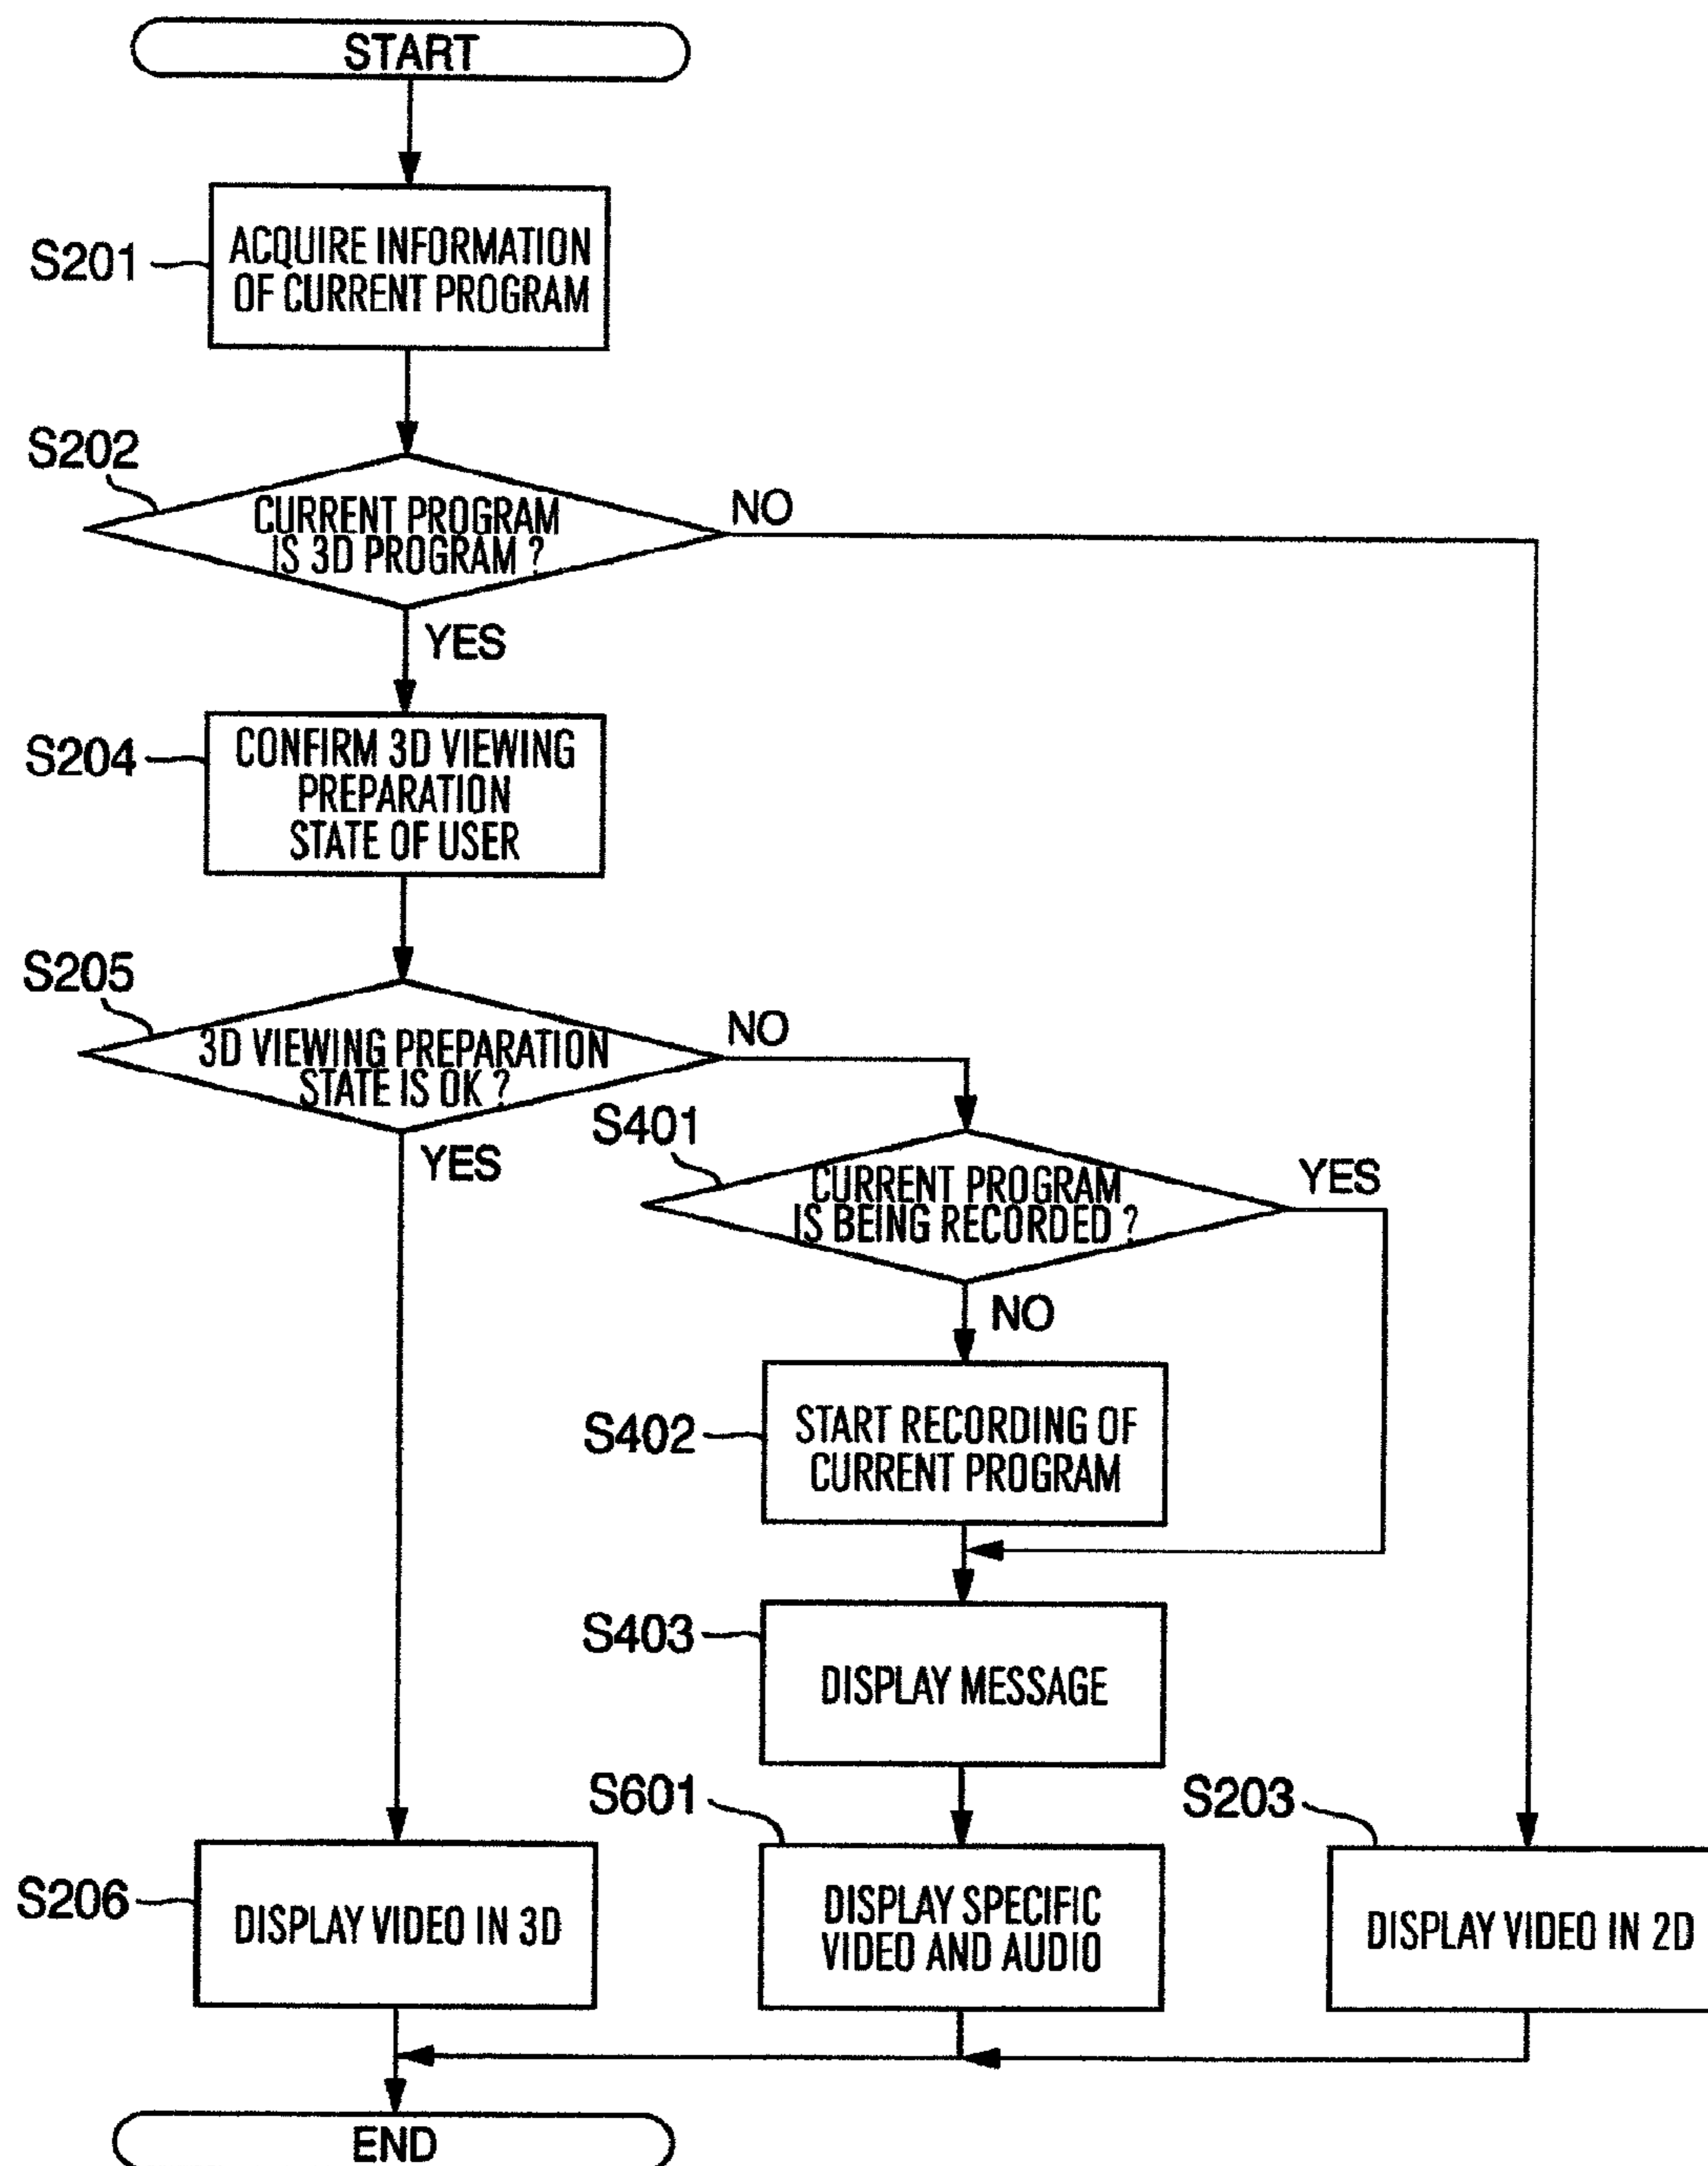 START
S201
ACQUIRE INFORMATION
OF CURRENT PROGRAM
S202
CURRENT PROGRAM
IS 3D PROGRAM ?
NO
YES
S204
CONFIRM 3D VIEWING
PREPARATION
STATE OF USER
S205
3D VIEWING PREPARATION
STATE IS OK ?
NO
YES
S401
CURRENT PROGRAM
IS BEING RECORDED ?
YES
NO
S402
START RECORDING OF
CURRENT PROGRAM
S403
DISPLAY MESSAGE
S206
DISPLAY VIDEO IN 3D
S601
DISPLAY SPECIFIC
VIDEO AND AUDIO
S203
DISPLAY VIDEO IN 2D
END